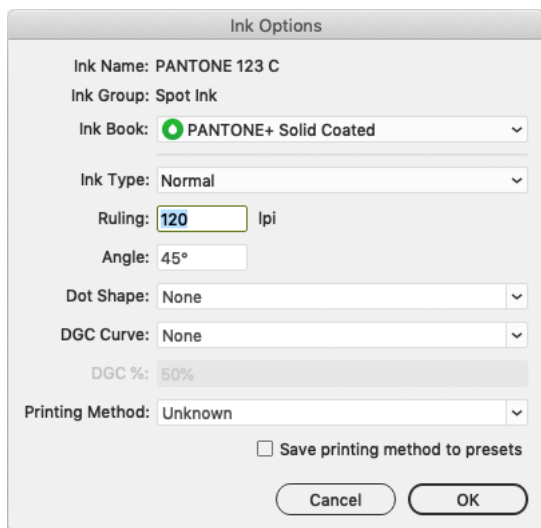 Ink Options
Ink Name: PANTONE 123 C
Ink Group: Spot Ink
Ink Book: PANTONE+ Solid Coated
Ink Type: Normal
Ruling: 120 lpi
Angle: 45°
Dot Shape: None
DGC Curve: None
DGC %: 50%
Printing Method: Unknown
Save printing method to presets
Cancel OK